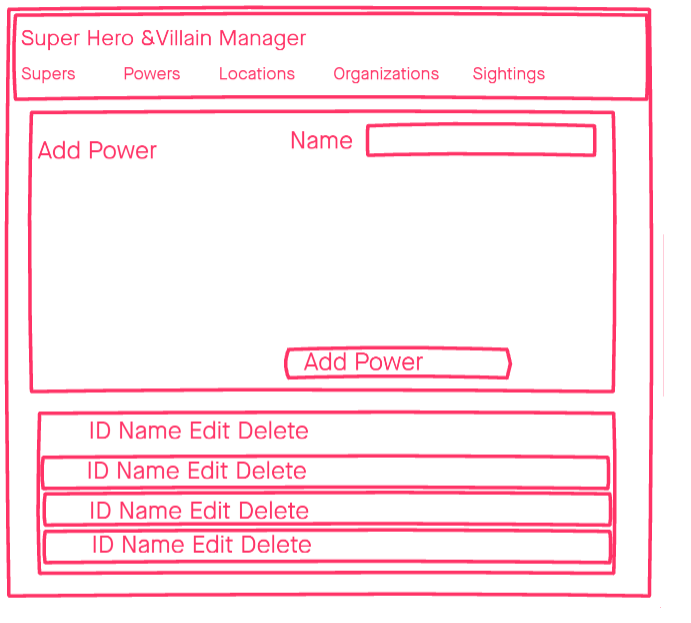 Super Hero &Villain Manager
Supers Powers Locations Organizations Sightings
Add Power Name
Add Power
ID Name Edit Delete
ID Name Edit Delete
ID Name Edit Delete
ID Name Edit Delete